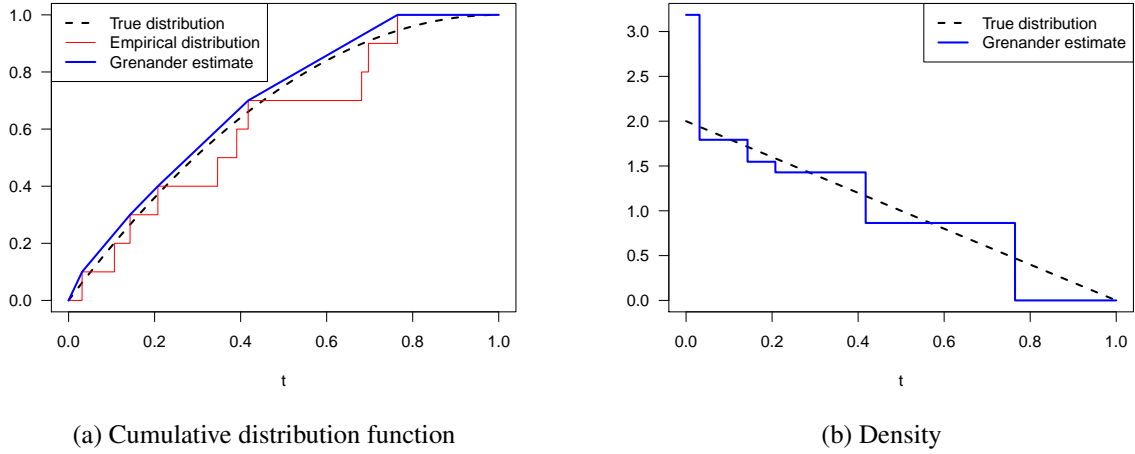 True distribution
Empirical distribution
Grenander estimate
1.0
0.8
0.6
0.4
0.2
0.0
0.0 0.2 0.4 0.6 0.8 1.0
t
(a) Cumulative distribution function
True distribution
Grenander estimate
3.0
2.5
2.0
1.5
1.0
0.5
0.0
0.0 0.2 0.4 0.6 0.8 1.0
t
(b) Density